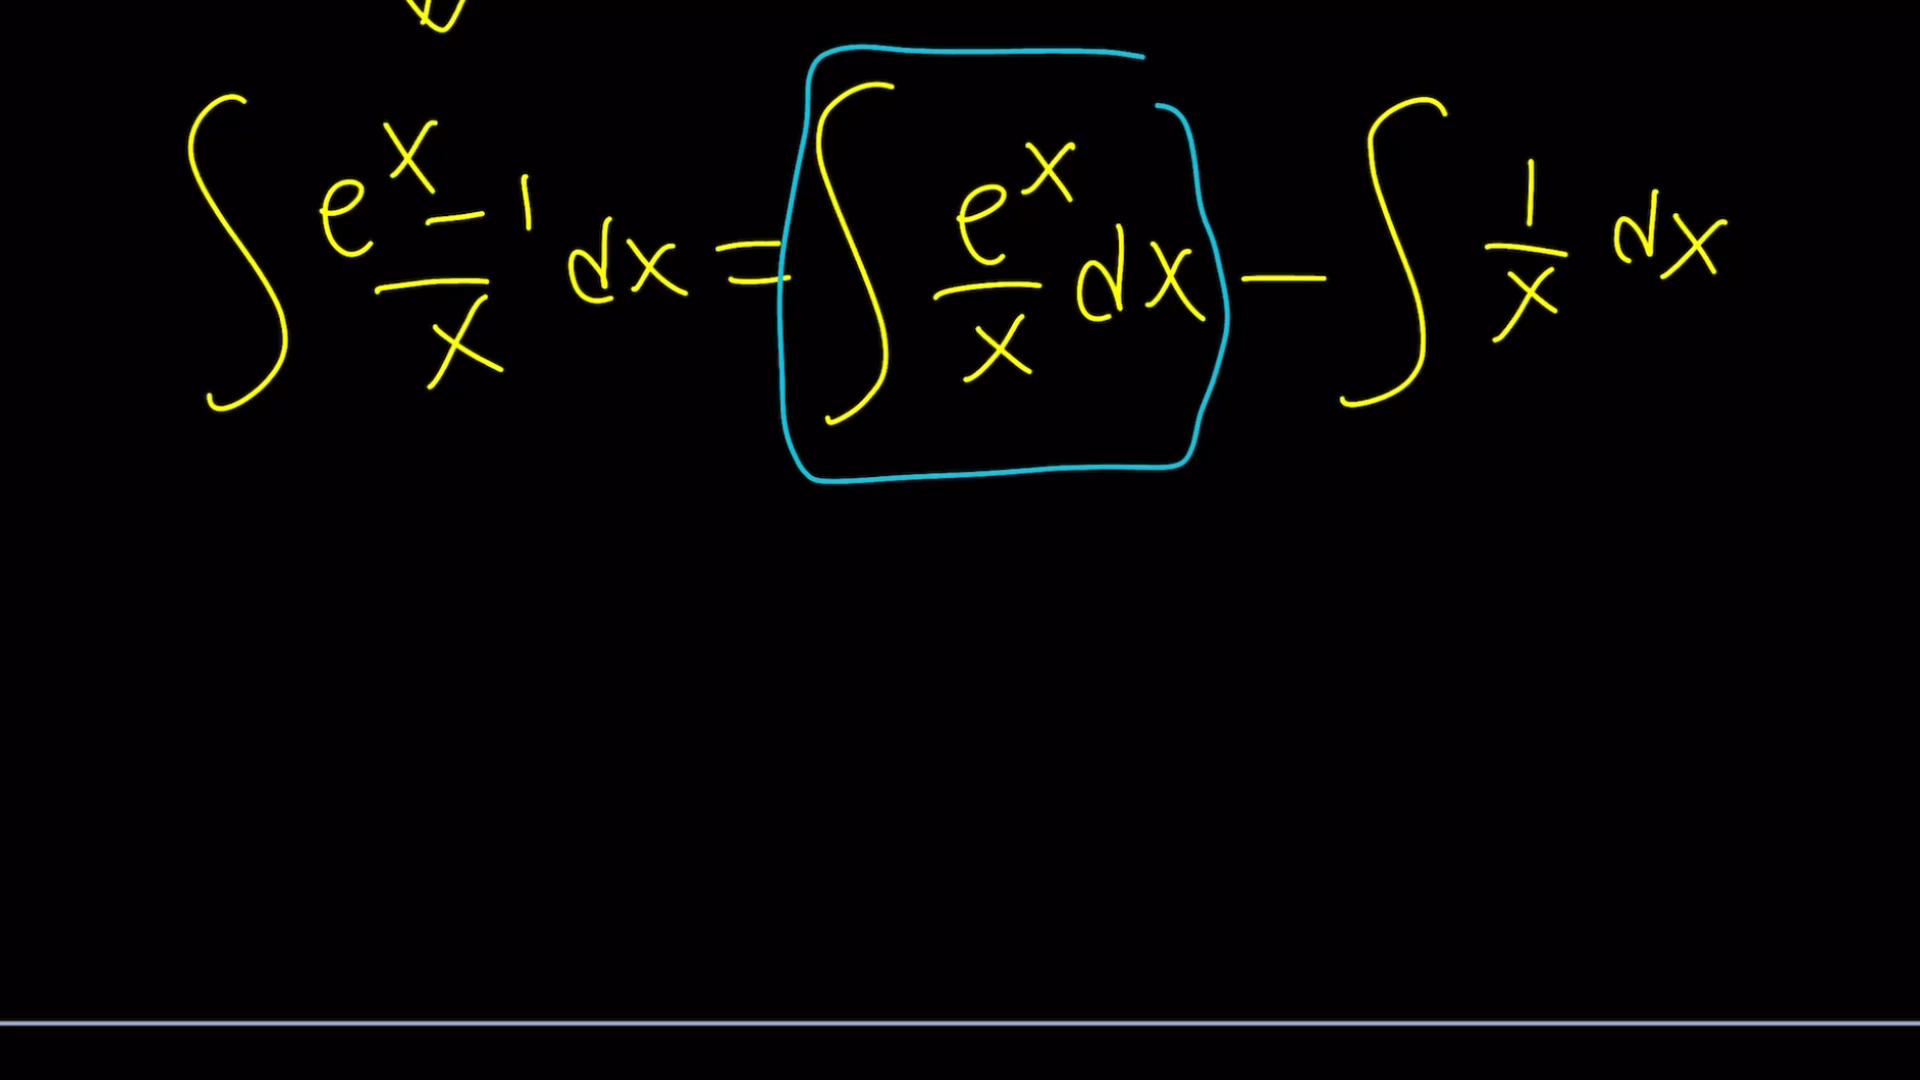 ∫ (e^x − 1)/x dx = ∫ e^x/x dx − ∫ 1/x dx